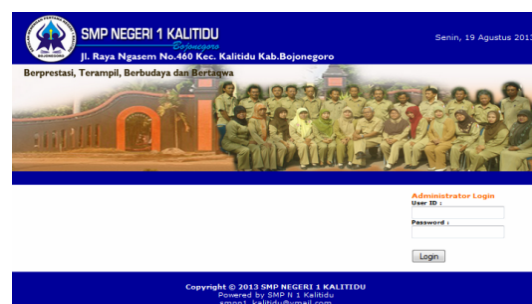 SMP NEGERI 1 KALITIDU
Bojonegoro
Jl. Raya Ngasem No.460 Kec. Kalitidu Kab.Bojonegoro
Senin, 19 Agustus 2013
Berprestasi, Terampil, Berbudaya dan Bertaqwa
Administrator Login
User ID :
Password :
Login
Copyright © 2013 SMP NEGERI 1 KALITIDU
Powered by SMP N 1 Kalitidu